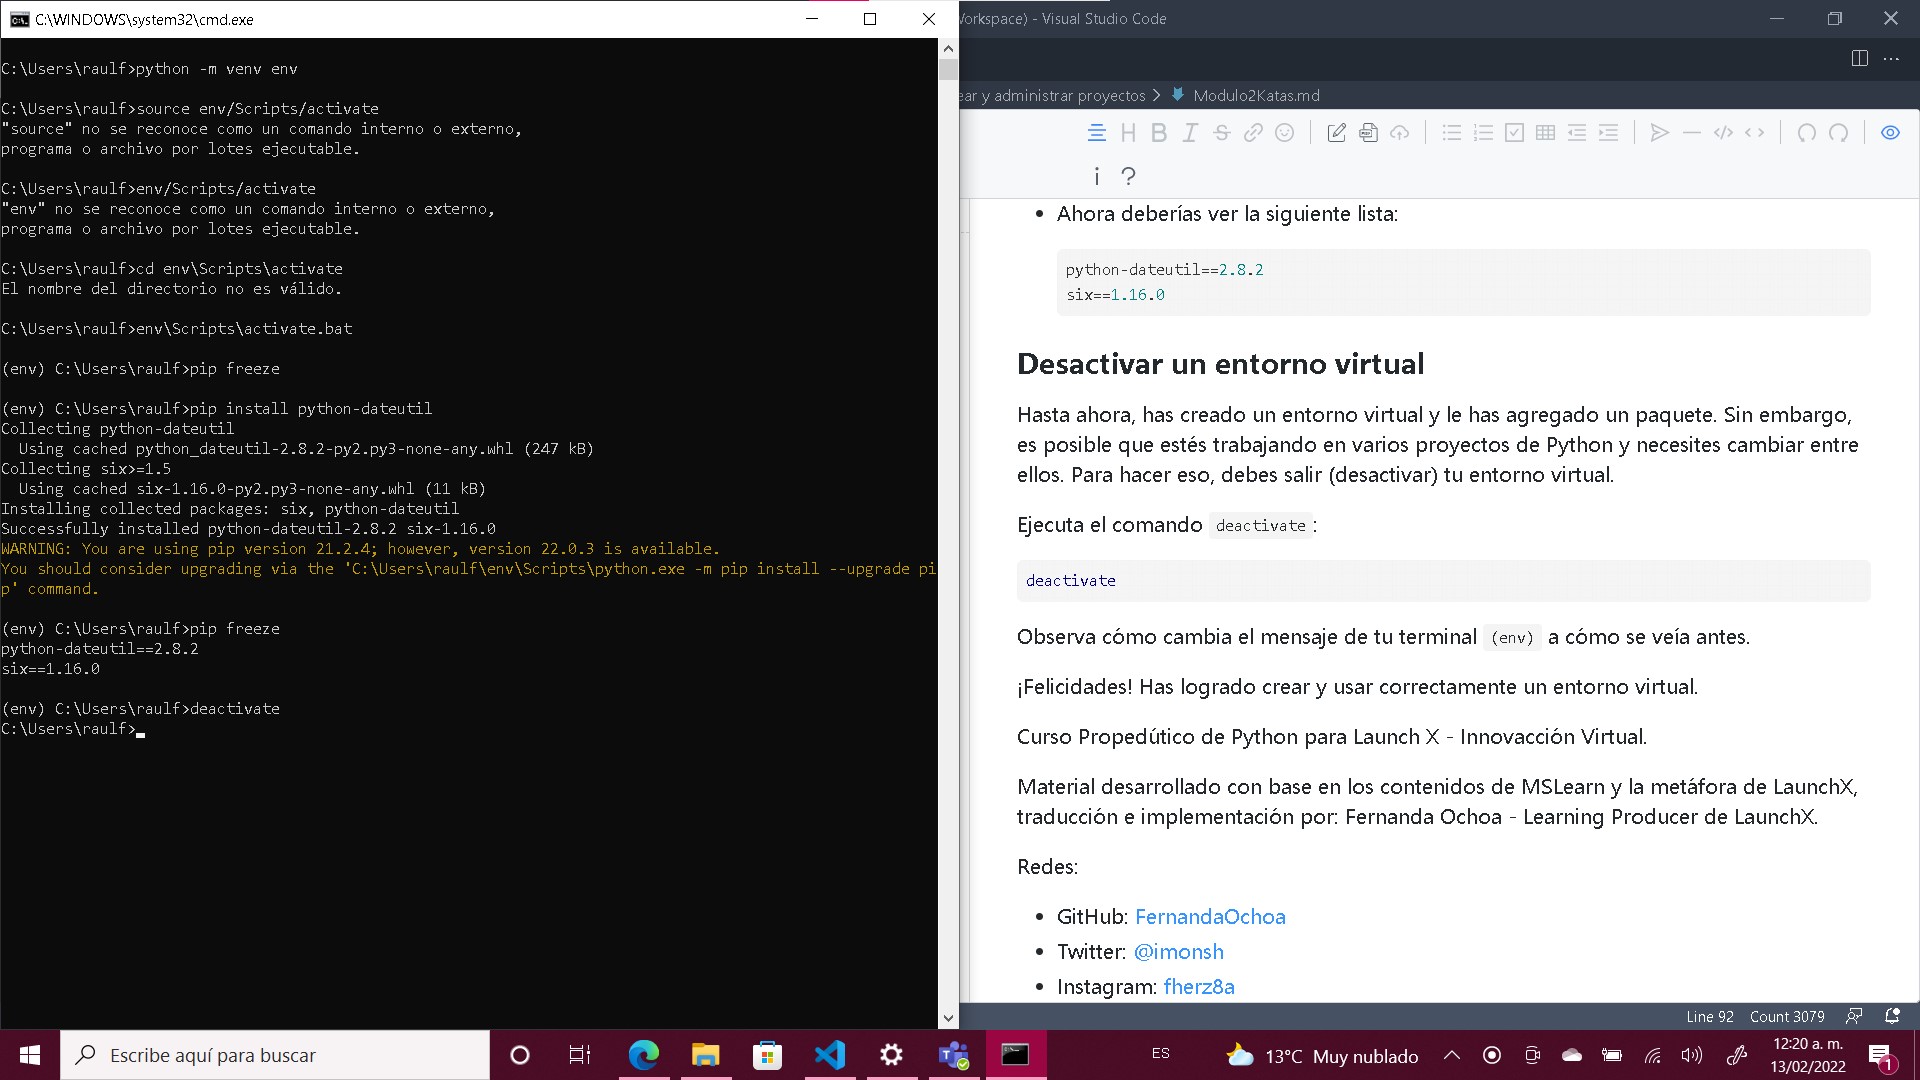 C:\WINDOWS\system32\cmd.exe
C:\Users\raulf>python -m venv env
C:\Users\raulf>source env/Scripts/activate
"source" no se reconoce como un comando interno o externo,
programa o archivo por lotes ejecutable.
C:\Users\raulf>env/Scripts/activate
"env" no se reconoce como un comando interno o externo,
programa o archivo por lotes ejecutable.
C:\Users\raulf>cd env\Scripts\activate
El nombre del directorio no es válido.
C:\Users\raulf>env\Scripts\activate.bat
(env) C:\Users\raulf>pip freeze
(env) C:\Users\raulf>pip install python-dateutil
Collecting python-dateutil
Using cached python_dateutil-2.8.2-py2.py3-none-any.whl (247 kB)
Collecting six>=1.5
Using cached six-1.16.0-py2.py3-none-any.whl (11 kB)
Installing collected packages: six, python-dateutil
Successfully installed python-dateutil-2.8.2 six-1.16.0
WARNING: You are using pip version 21.2.4; however, version 22.0.3 is available.
You should consider upgrading via the 'C:\Users\raulf\env\Scripts\python.exe -m pip install --upgrade pi
p' command.
(env) C:\Users\raulf>pip freeze
python-dateutil==2.8.2
six==1.16.0
(env) C:\Users\raulf>deactivate
C:\Users\raulf>
Workspace) - Visual Studio Code
ear y administrar proyectos > Modulo2Katas.md
Ahora deberías ver la siguiente lista:
python-dateutil==2.8.2
six==1.16.0
Desactivar un entorno virtual
Hasta ahora, has creado un entorno virtual y le has agregado un paquete. Sin embargo,
es posible que estés trabajando en varios proyectos de Python y necesites cambiar entre
ellos. Para hacer eso, debes salir (desactivar) tu entorno virtual.
Ejecuta el comando deactivate :
deactivate
Observa cómo cambia el mensaje de tu terminal (env) a cómo se veía antes.
¡Felicidades! Has logrado crear y usar correctamente un entorno virtual.
Curso Propedútico de Python para Launch X - Innovacción Virtual.
Material desarrollado con base en los contenidos de MSLearn y la metáfora de LaunchX,
traducción e implementación por: Fernanda Ochoa - Learning Producer de LaunchX.
Redes:
GitHub: FernandaOchoa
Twitter: @imonsh
Instagram: fherz8a
Line 92 Count 3079
Escribe aquí para buscar
ES
13°C Muy nublado
12:20 a. m.
13/02/2022
1